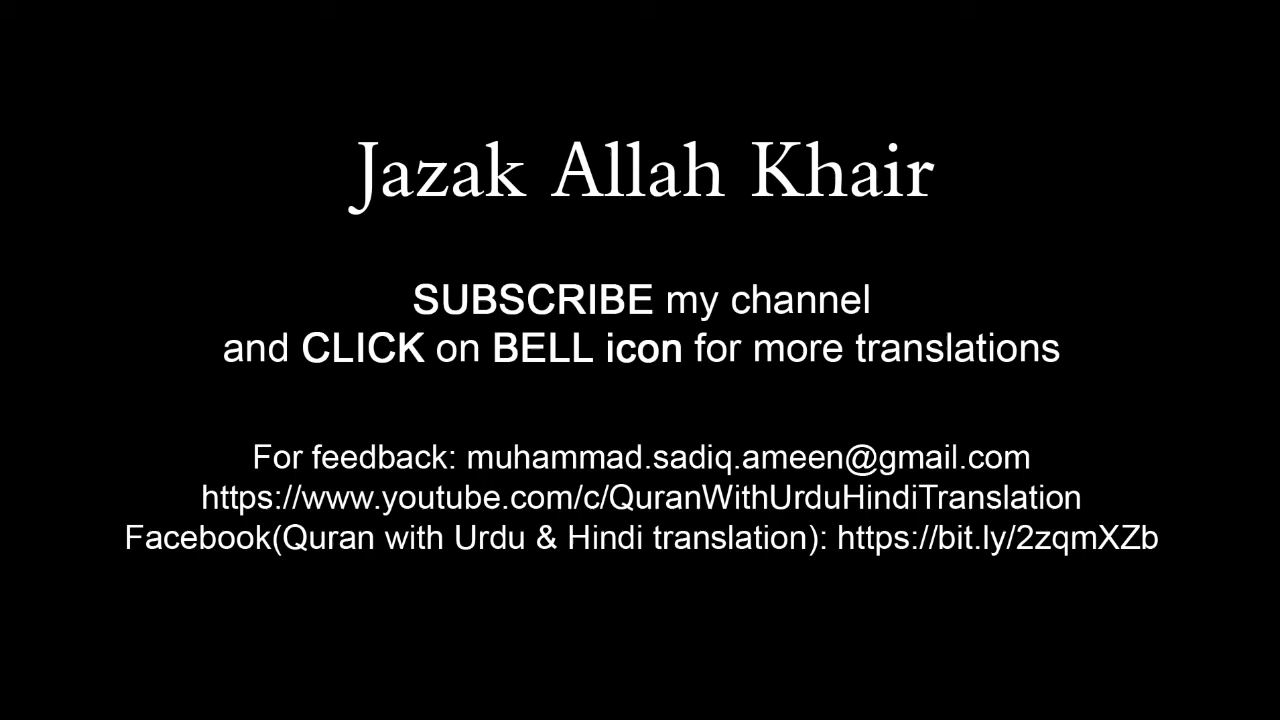 Jazak Allah Khair
SUBSCRIBE my channel
and CLICK on BELL icon for more translations
For feedback: muhammad.sadiq.ameen@gmail.com
https://www.youtube.com/c/QuranWithUrduHindiTranslation
Facebook(Quran with Urdu & Hindi translation): https://bit.ly/2zqmXZb